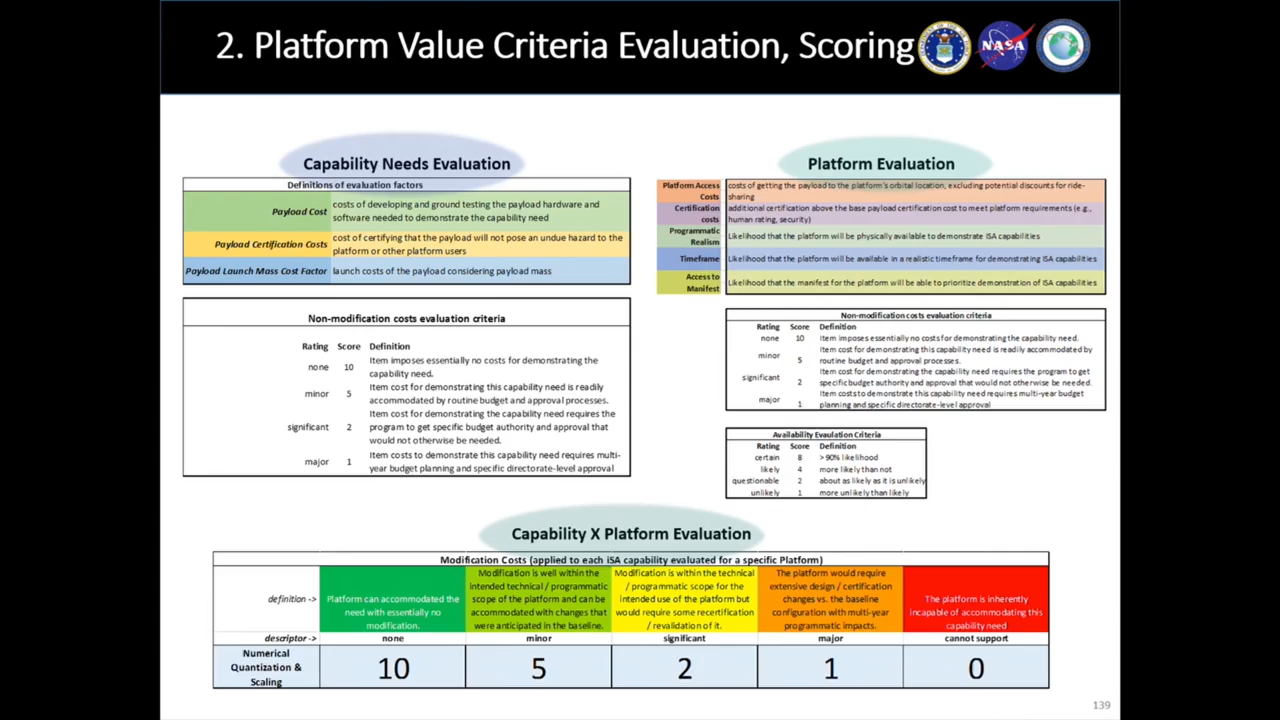 2. Platform Value Criteria Evaluation, Scoring
NASA
Capability Needs Evaluation
Definitions of evaluation factors
Payload Cost
costs of developing and ground testing the payload hardware and
software needed to demonstrate the capability need
Payload Certification Costs
cost of certifying that the payload will not pose an undue hazard to the
platform or other platform users
Payload Launch Mass Cost Factor
launch costs of the payload considering payload mass
Non-modification costs evaluation criteria
Rating Score Definition
none 10
Item imposes essentially no costs for demonstrating the
capability need.
minor 5
Item cost for demonstrating this capability need is readily
accommodated by routine budget and approval processes.
significant 2
Item cost for demonstrating the capability need requires the
program to get specific budget authority and approval that
would not otherwise be needed.
major 1
Item costs to demonstrate this capability need requires multi-
year budget planning and specific directorate-level approval
Platform Evaluation
Platform Access
Costs
costs of getting the payload to the platform's orbital location, excluding potential discounts for ride-
sharing
Certification
costs
additional certification above the base payload certification cost to meet platform requirements (e.g.,
human rating, security)
Programmatic
Realism
Likelihood that the platform will be physically available to demonstrate ISA capabilities
Timeframe
Likelihood that the platform will be available in a realistic timeframe for demonstrating ISA capabilities
Access to
Manifest
Likelihood that the manifest for the platform will be able to prioritize demonstration of ISA capabilities
Non-modification costs evaluation criteria
Rating Score Definition
none 10 Item imposes essentially no costs for demonstrating the capability need.
minor 5
Item cost for demonstrating this capability need is readily accommodated by
routine budget and approval processes.
significant 2
Item cost for demonstrating the capability need requires the program to get
specific budget authority and approval that would not otherwise be needed.
major 1
Item costs to demonstrate this capability need requires multi-year budget
planning and specific directorate-level approval
Availability Evaulation Criteria
Rating Score Definition
certain 8 > 90% likelihood
likely 4 more likely than not
questionable 2 about as likely as it is unlikely
unlikely 1 more unlikely than likely
Capability X Platform Evaluation
Modification Costs (applied to each iSA capability evaluated for a specific Platform)
definition ->
Platform can accommodated the
need with essentially no
modification.
Modification is well within the
intended technical / programmatic
scope of the platform and can be
accommodated with changes that
were anticipated in the baseline.
Modification is within the technical
/ programmatic scope for the
intended use of the platform but
would require some recertification
/ revalidation of it.
The platform would require
extensive design / certification
changes vs. the baseline
configuration with multi-year
programmatic impacts.
The platform is inherently
incapable of accommodating this
capability need
descriptor -> none minor significant major cannot support
Numerical
Quantization &
Scaling
10 5 2 1 0
139